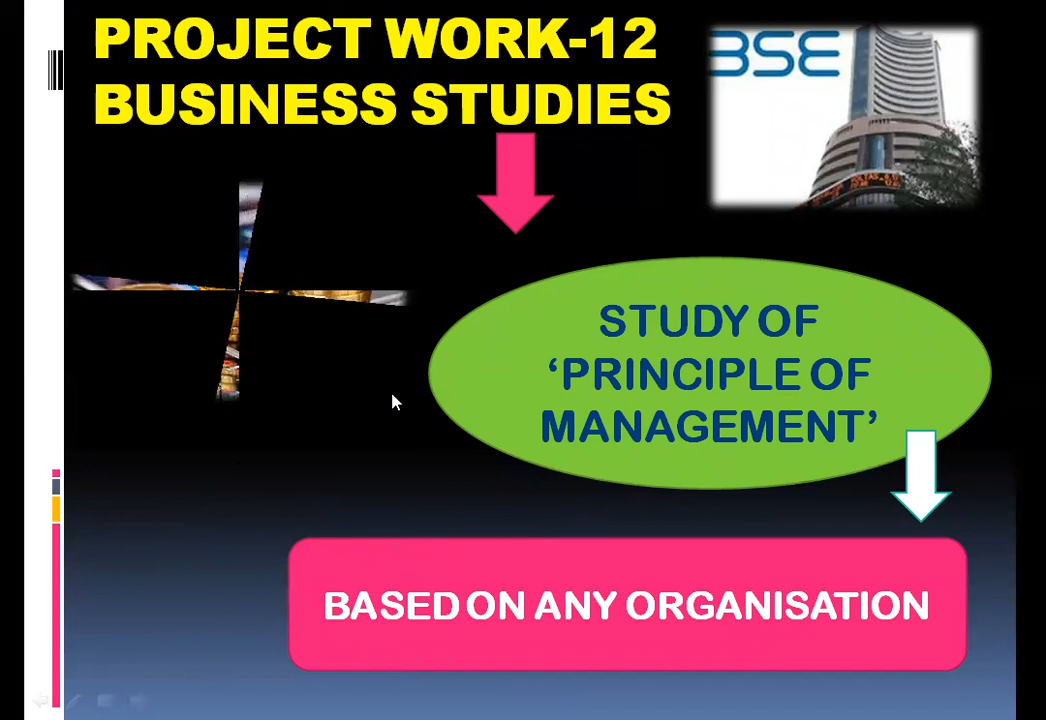 PROJECT WORK-12
BUSINESS STUDIES
BSE
STUDY OF
‘PRINCIPLE OF
MANAGEMENT’
BASED ON ANY ORGANISATION